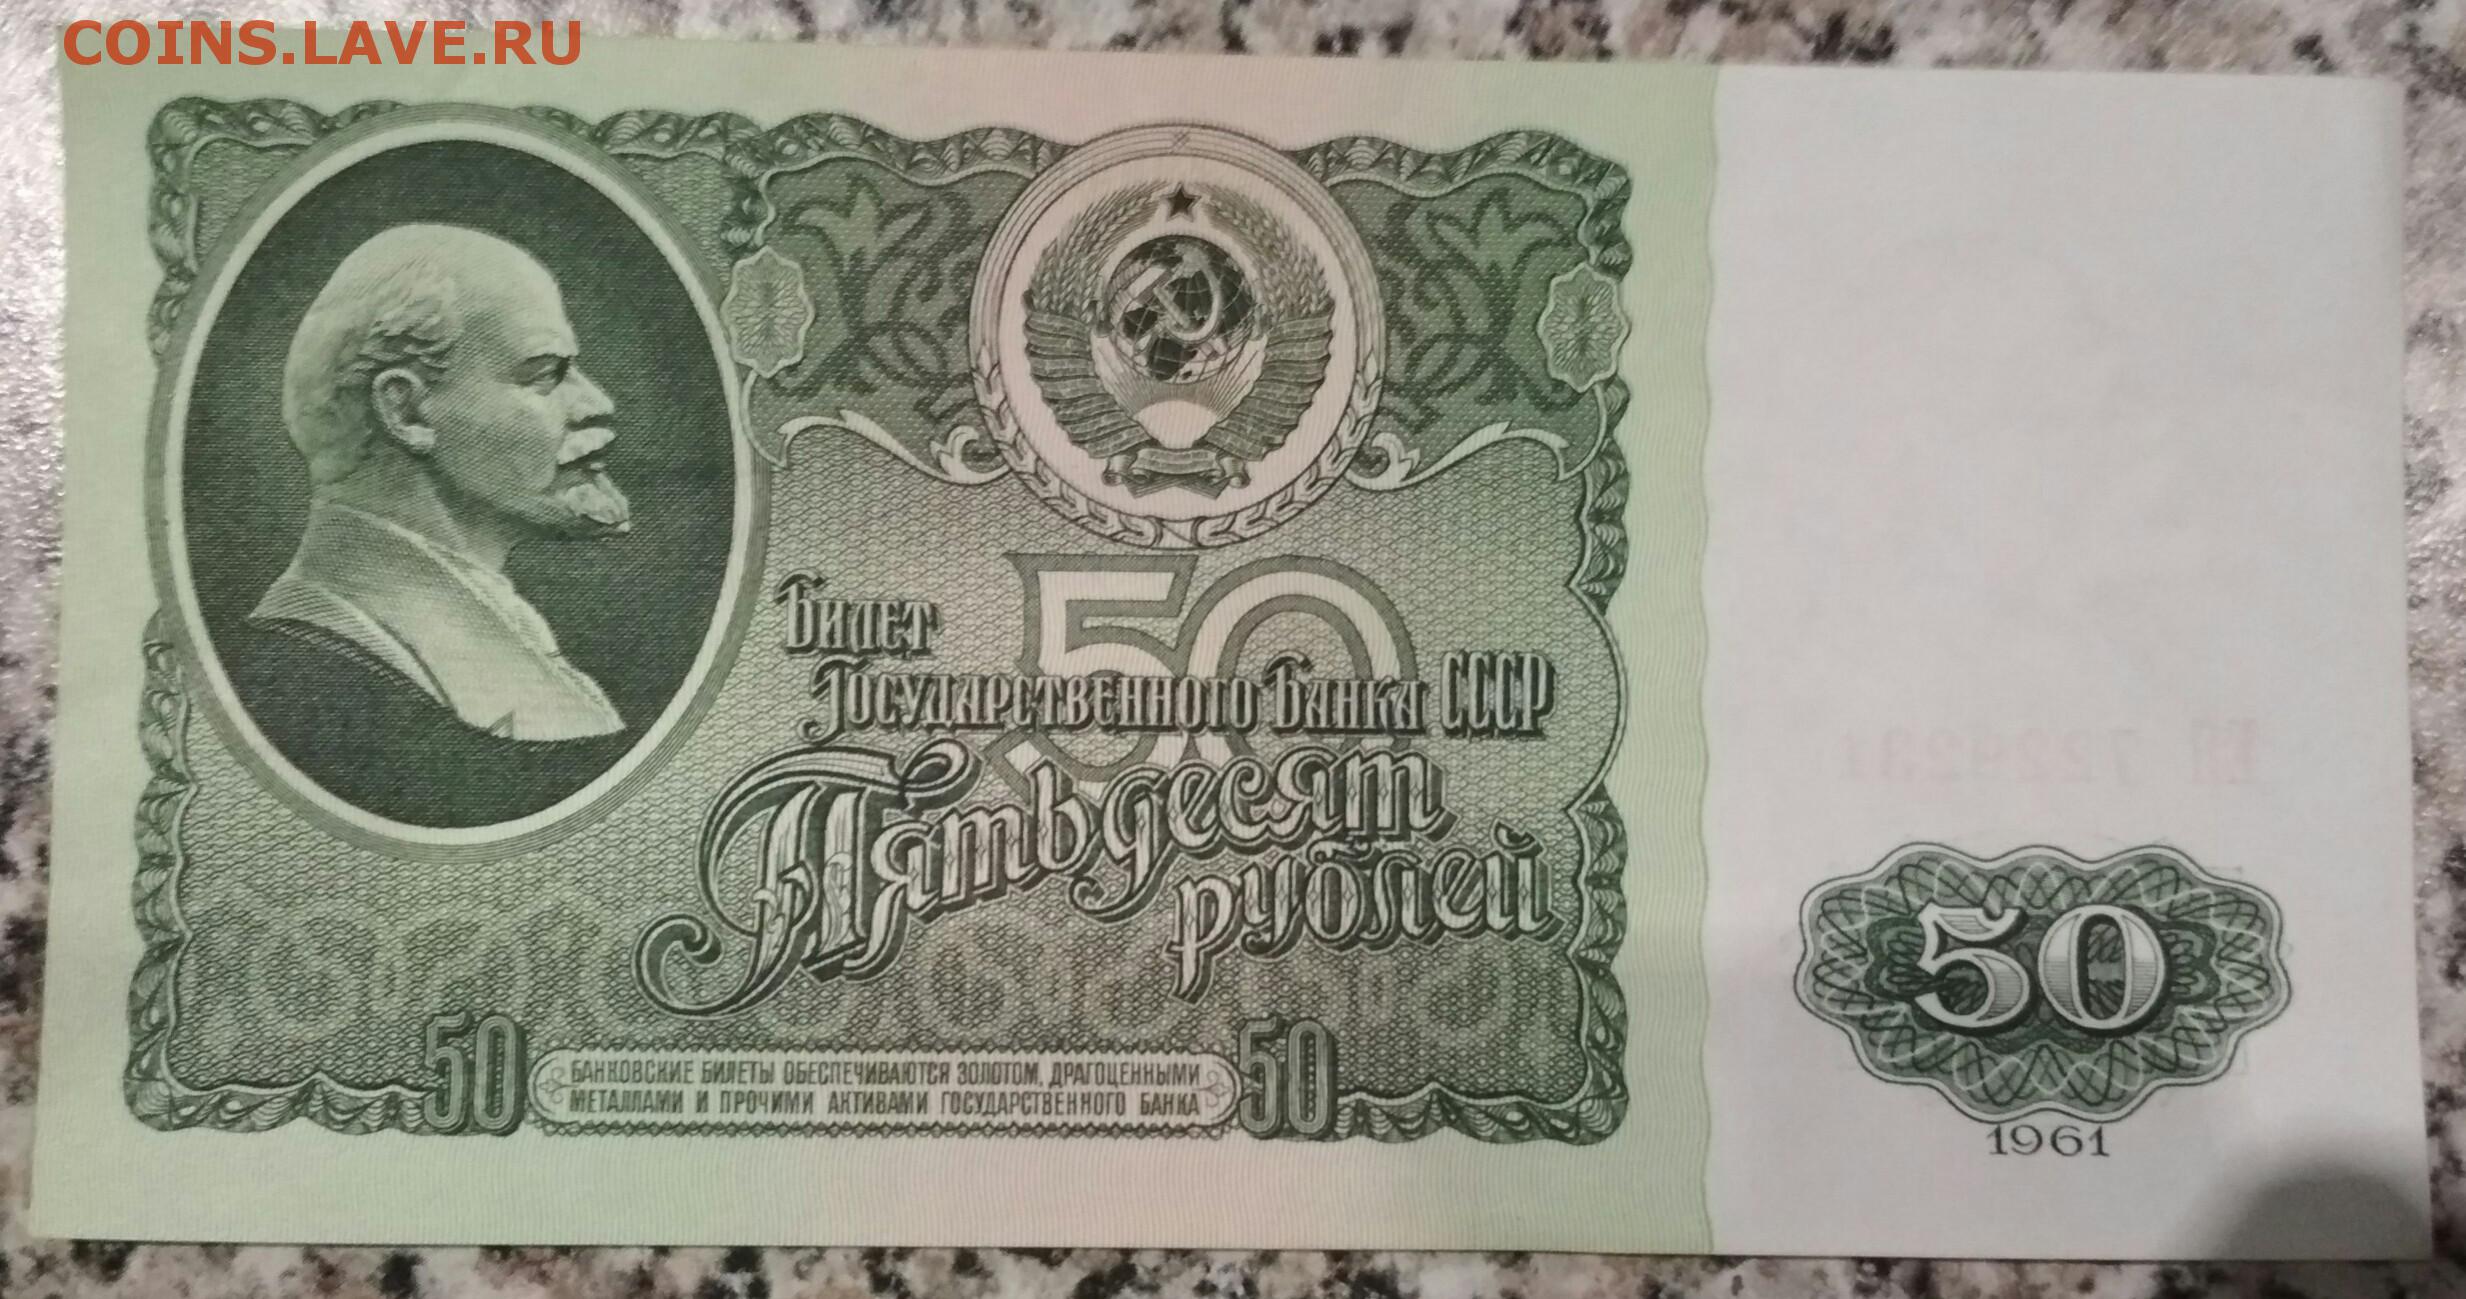 COINS.LAVE.RU
50
Билет
Государственного Банка СССР
Пятьдесят
рублей
50
50 БАНКОВСКИЕ БИЛЕТЫ ОБЕСПЕЧИВАЮТСЯ ЗОЛОТОМ, ДРАГОЦЕННЫМИ 50
МЕТАЛЛАМИ И ПРОЧИМИ АКТИВАМИ ГОСУДАРСТВЕННОГО БАНКА
1961